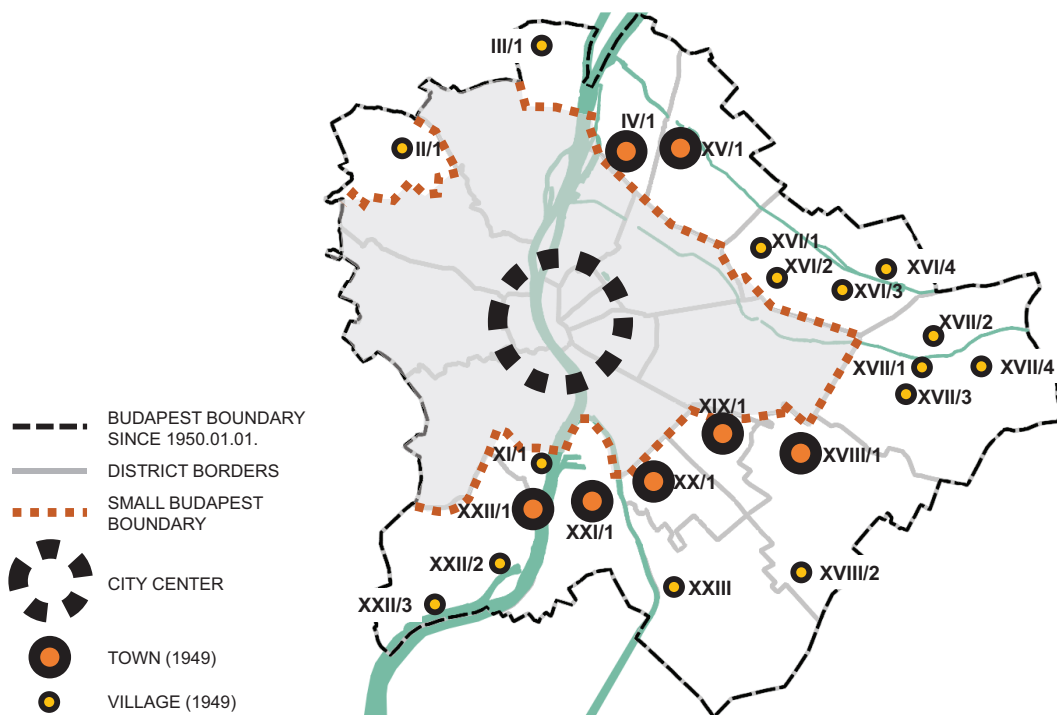 III/1
IV/1
XV/1
II/1
XVI/1
XVI/2
XVI/4
XVI/3
XVII/2
XVII/1
XVII/4
XVII/3
XIX/1
XVIII/1
XI/1
XX/1
XXII/1
XXI/1
XXII/2
XVIII/2
XXIII
XXII/3
BUDAPEST BOUNDARY
SINCE 1950.01.01.
DISTRICT BORDERS
SMALL BUDAPEST
BOUNDARY
CITY CENTER
TOWN (1949)
VILLAGE (1949)